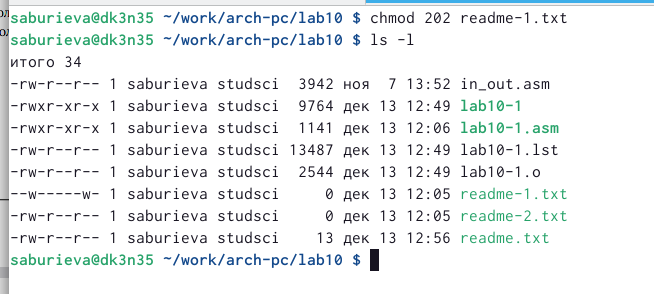 saburieva@dk3n35 ~/work/arch-pc/lab10 $ chmod 202 readme-1.txt
saburieva@dk3n35 ~/work/arch-pc/lab10 $ ls -l
итого 34
-rw-r--r-- 1 saburieva studsci  3942 ноя  7 13:52 in_out.asm
-rwxr-xr-x 1 saburieva studsci  9764 дек 13 12:49 lab10-1
-rwxr-xr-x 1 saburieva studsci  1141 дек 13 12:06 lab10-1.asm
-rw-r--r-- 1 saburieva studsci 13487 дек 13 12:49 lab10-1.lst
-rw-r--r-- 1 saburieva studsci  2544 дек 13 12:49 lab10-1.o
--w-----w- 1 saburieva studsci     0 дек 13 12:05 readme-1.txt
-rw-r--r-- 1 saburieva studsci     0 дек 13 12:05 readme-2.txt
-rw-r--r-- 1 saburieva studsci    13 дек 13 12:56 readme.txt
saburieva@dk3n35 ~/work/arch-pc/lab10 $